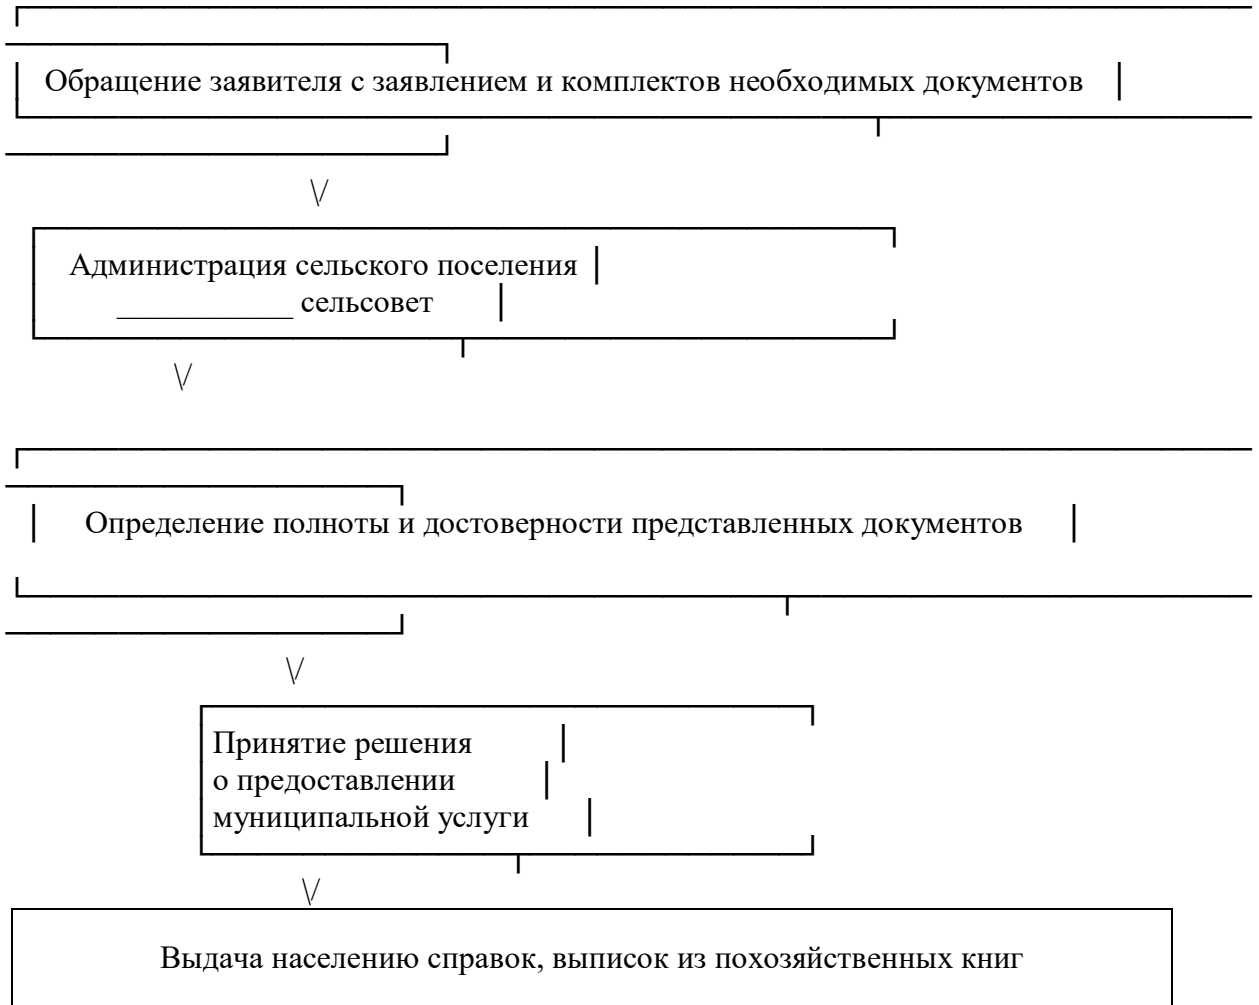 Обращение заявителя с заявлением и комплектов необходимых документов
\/
Администрация сельского поселения
___________ сельсовет
\/
Определение полноты и достоверности представленных документов
\/
Принятие решения
о предоставлении
муниципальной услуги
\/
Выдача населению справок, выписок из похозяйственных книг